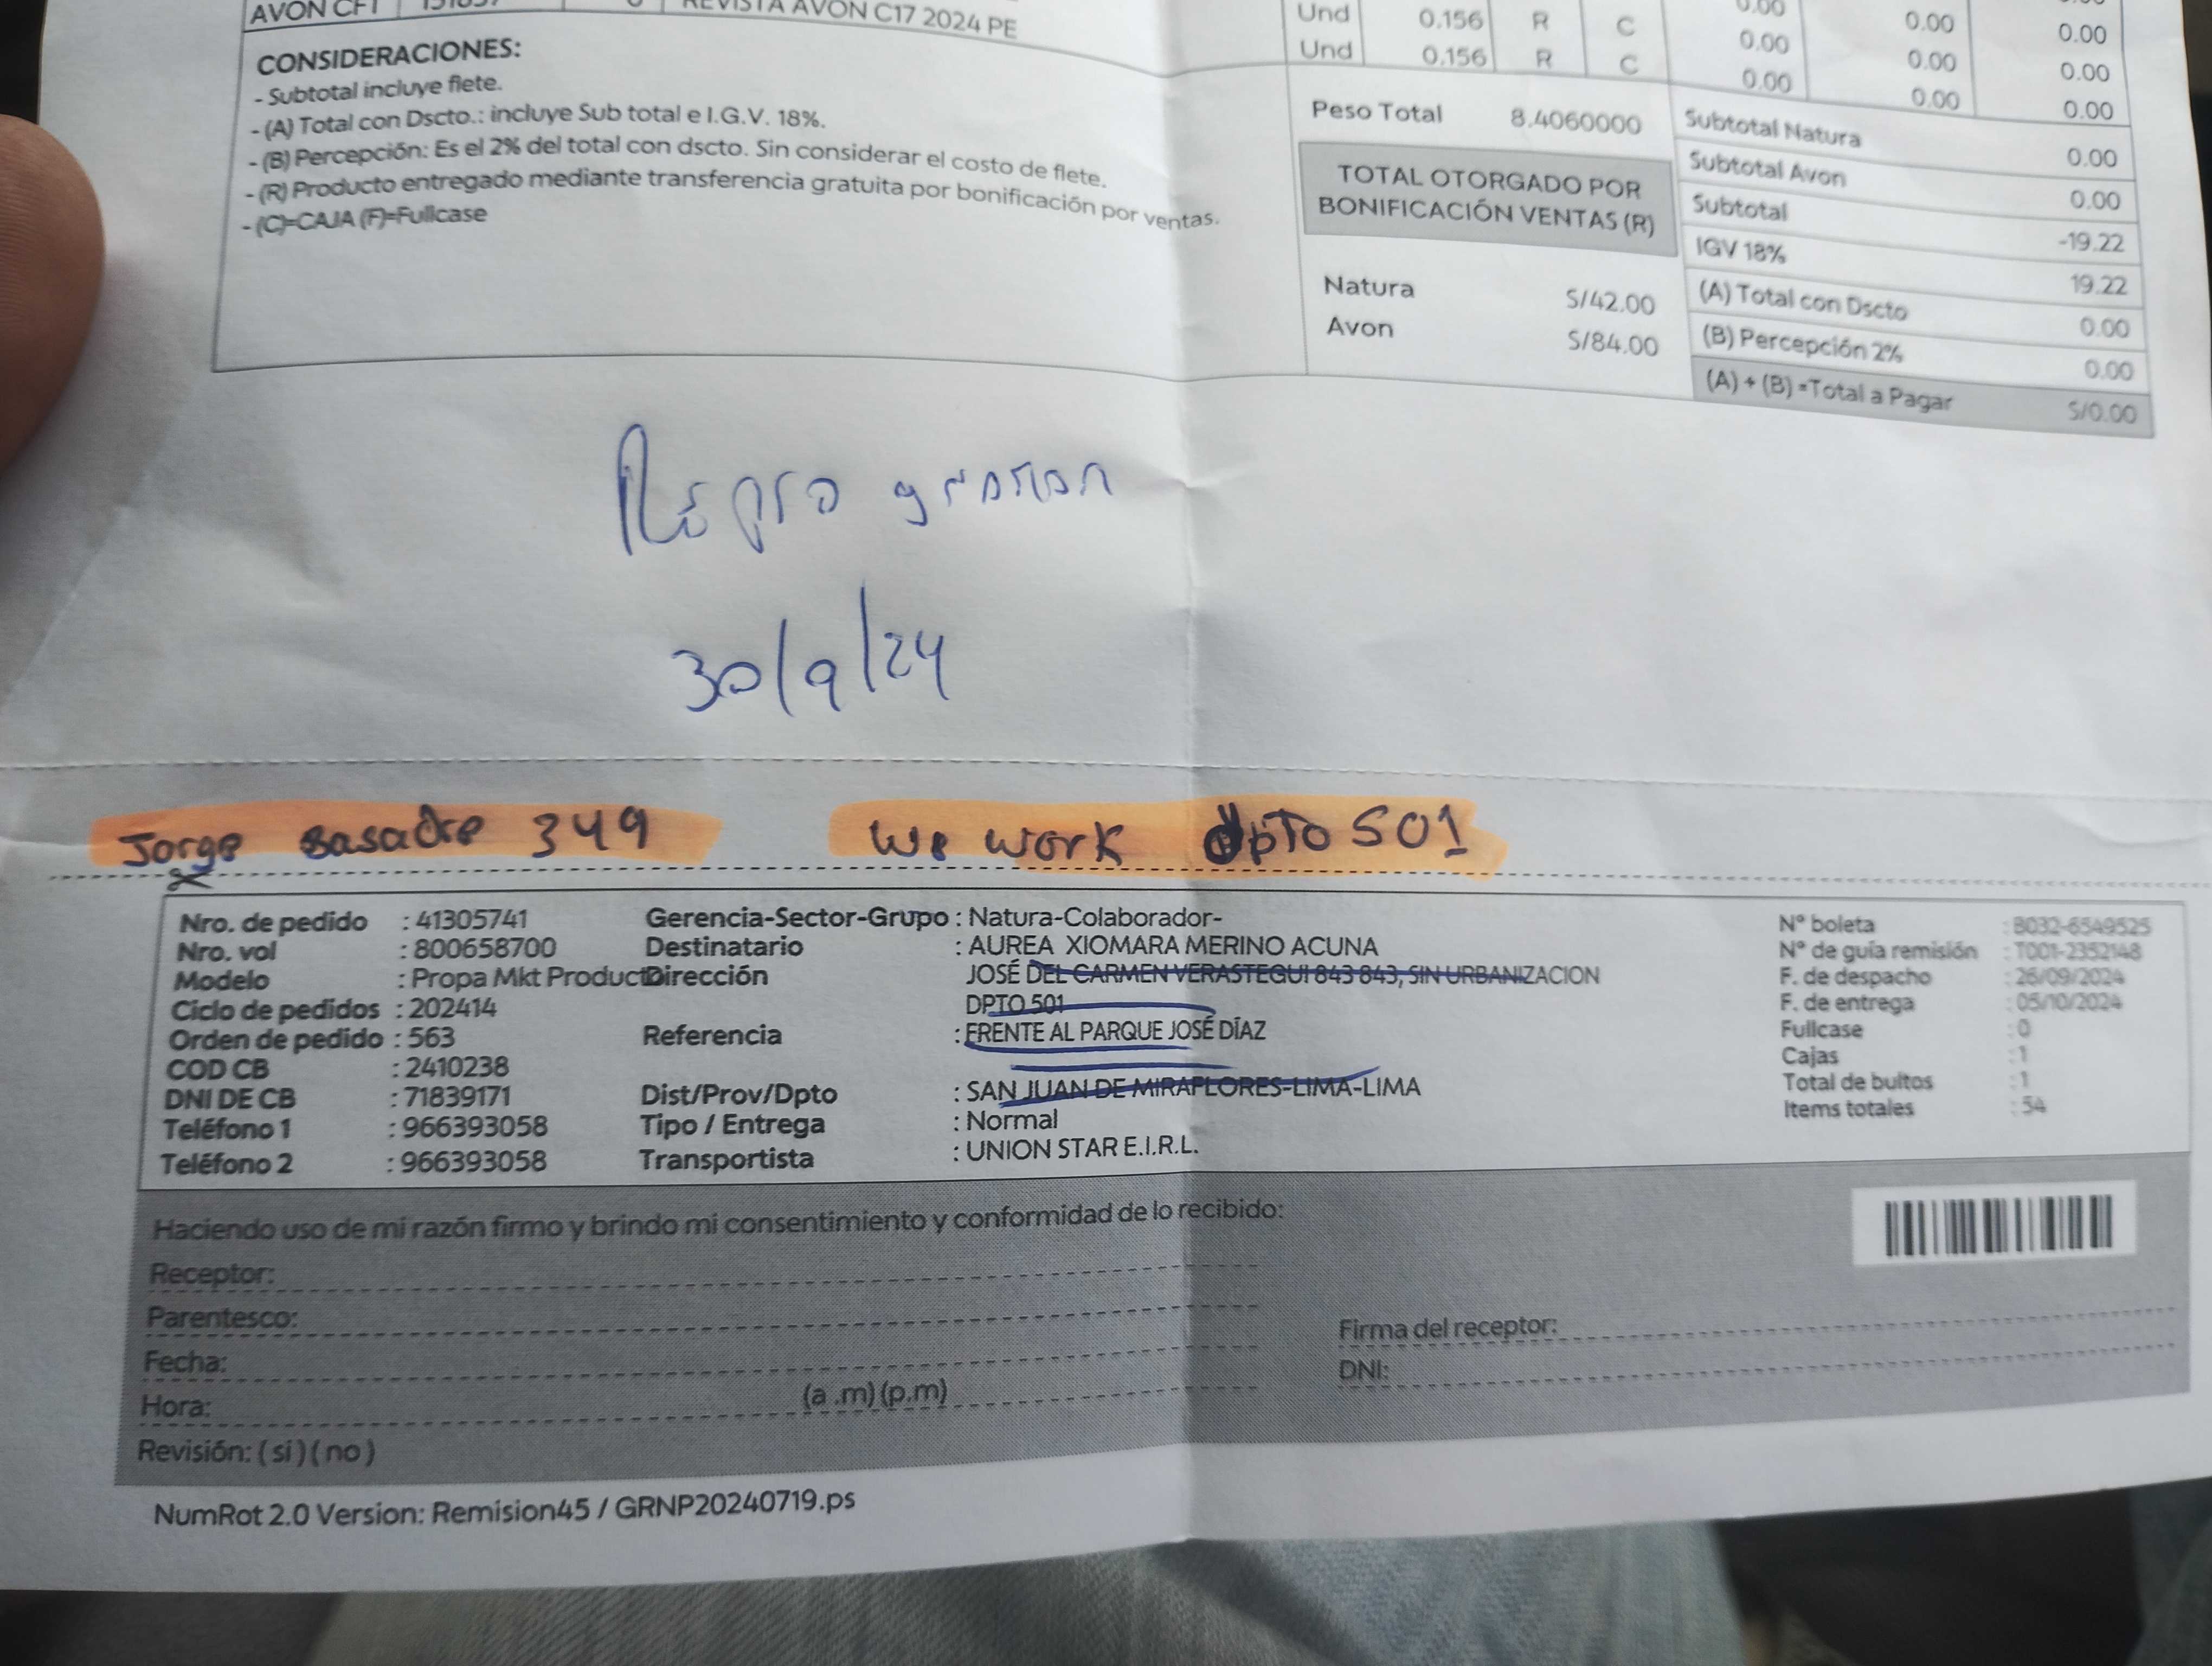 AVON CFT
REVISTA AVON C17 2024 PE
CONSIDERACIONES:
- Subtotal incluye flete.
- (A) Total con Dscto.: incluye Sub total e I.G.V. 18%.
- (B) Percepción: Es el 2% del total con dscto. Sin considerar el costo de flete.
- (R) Producto entregado mediante transferencia gratuita por bonificación por ventas.
- (C)=CAJA (F)=Fullcase
Und 0.156 R C 0.00 0.00 0.00
Und 0.156 R C 0.00 0.00 0.00
0.00 0.00 0.00
Peso Total 8.4060000
TOTAL OTORGADO POR
BONIFICACIÓN VENTAS (R)
Natura S/42.00
Avon S/84.00
Subtotal Natura 0.00
Subtotal Avon 0.00
Subtotal -19.22
IGV 18% 19.22
(A) Total con Dscto 0.00
(B) Percepción 2% 0.00
(A) + (B) =Total a Pagar S/0.00
30/9/24
Jorge Basadre 349 We work dpto 501
Nro. de pedido : 41305741
Nro. vol : 800658700
Modelo : Propa Mkt Product
Ciclo de pedidos : 202414
Orden de pedido : 563
COD CB : 2410238
DNI DE CB : 71839171
Teléfono 1 : 966393058
Teléfono 2 : 966393058
Gerencia-Sector-Grupo : Natura-Colaborador-
Destinatario : AUREA XIOMARA MERINO ACUNA
Dirección JOSÉ DEL CARMEN VERASTEGUI 843 843, SIN URBANIZACION
DPTO 501
Referencia : FRENTE AL PARQUE JOSÉ DÍAZ
Dist/Prov/Dpto : SAN JUAN DE MIRAFLORES-LIMA-LIMA
Tipo / Entrega : Normal
Transportista : UNION STAR E.I.R.L.
N° boleta : B032-6549525
N° de guía remisión : T001-2352148
F. de despacho : 26/09/2024
F. de entrega : 05/10/2024
Fullcase : 0
Cajas : 1
Total de bultos : 1
Items totales : 54
Haciendo uso de mi razón firmo y brindo mi consentimiento y conformidad de lo recibido:
Receptor:
Parentesco:
Fecha:
Hora: (a .m) (p.m)
Revisión: ( si ) ( no )
Firma del receptor:
DNI:
NumRot 2.0 Version: Remision45 / GRNP20240719.ps